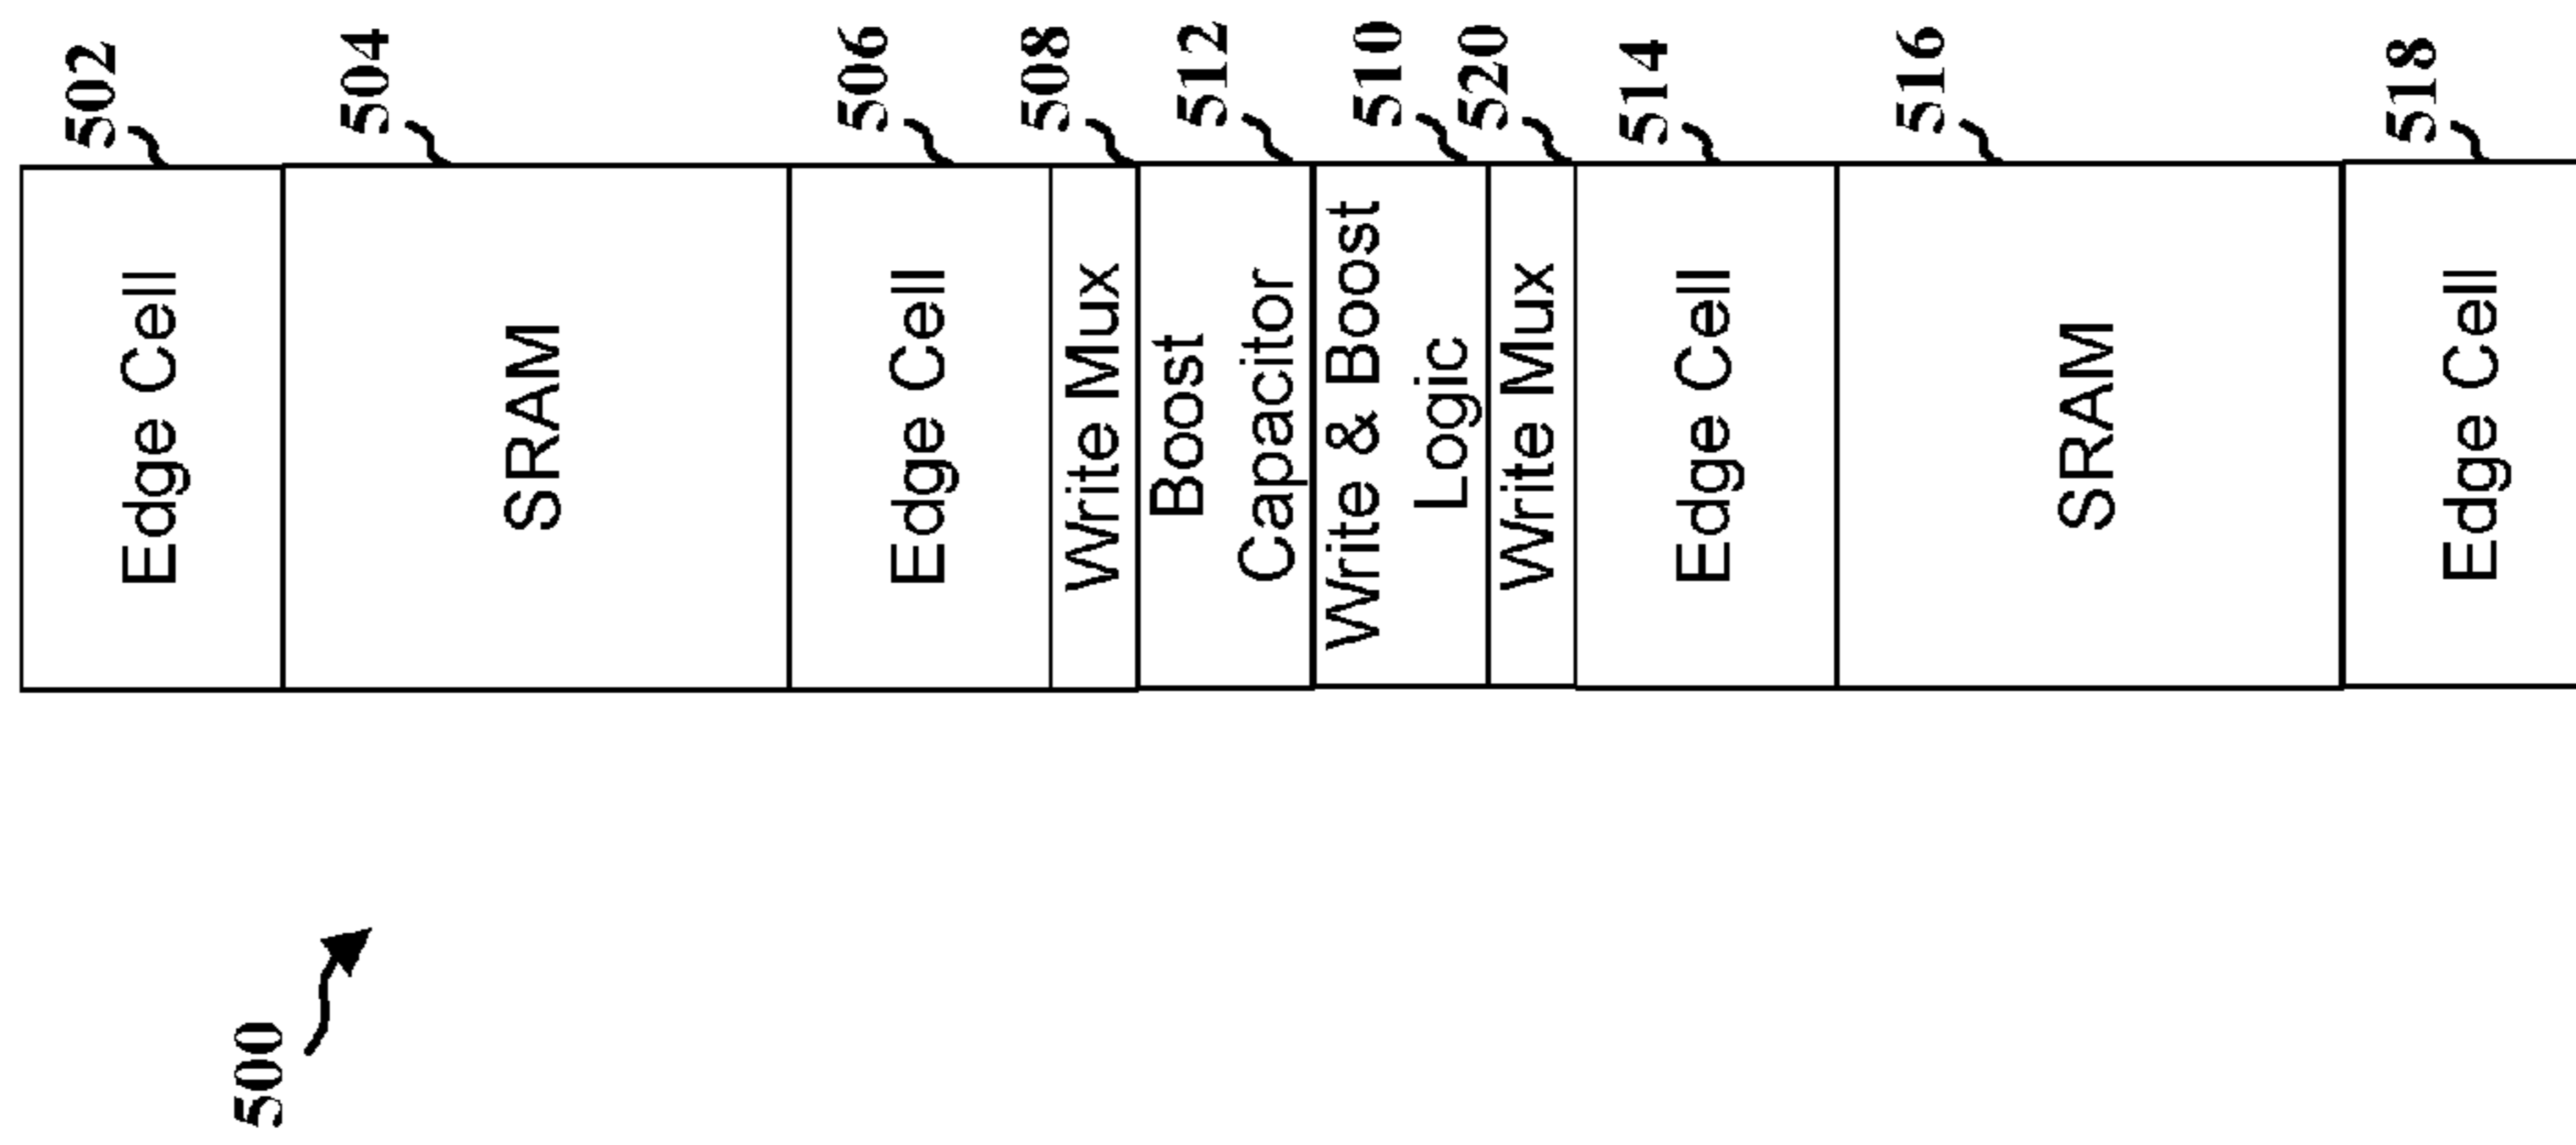 502
Edge Cell
504
SRAM
506
Edge Cell
508
Write Mux
512
Boost
Capacitor
510
Write & Boost
Logic
520
Write Mux
514
Edge Cell
516
SRAM
518
Edge Cell
500